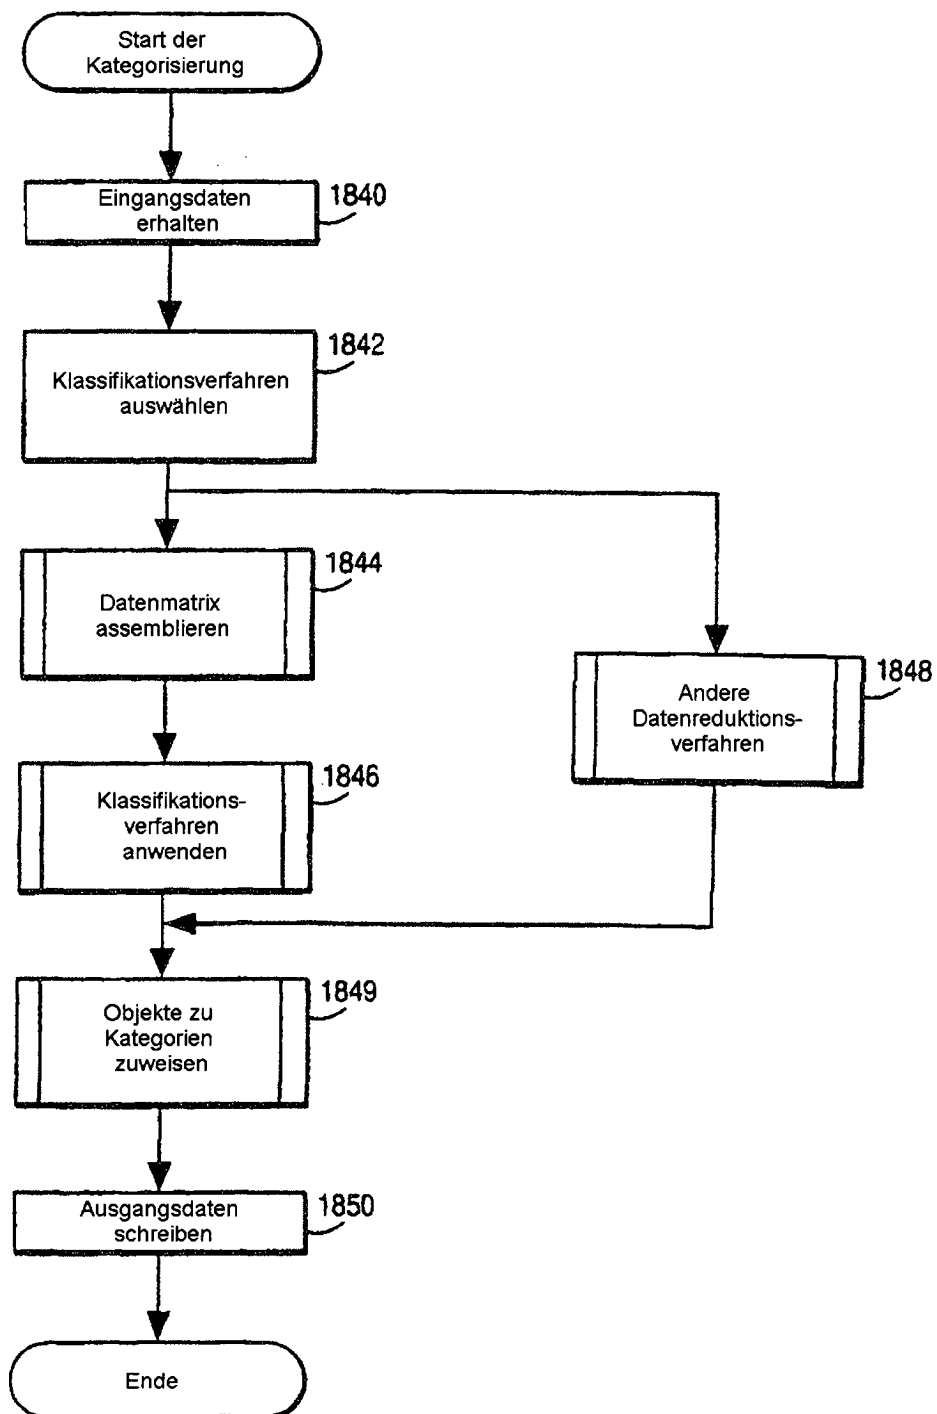 Start der
Kategorisierung
Eingangsdaten
erhalten
1840
Klassifikationsverfahren
auswählen
1842
Datenmatrix
assemblieren
1844
Andere
Datenreduktions-
verfahren
1848
Klassifikations-
verfahren
anwenden
1846
Objekte zu
Kategorien
zuweisen
1849
Ausgangsdaten
schreiben
1850
Ende